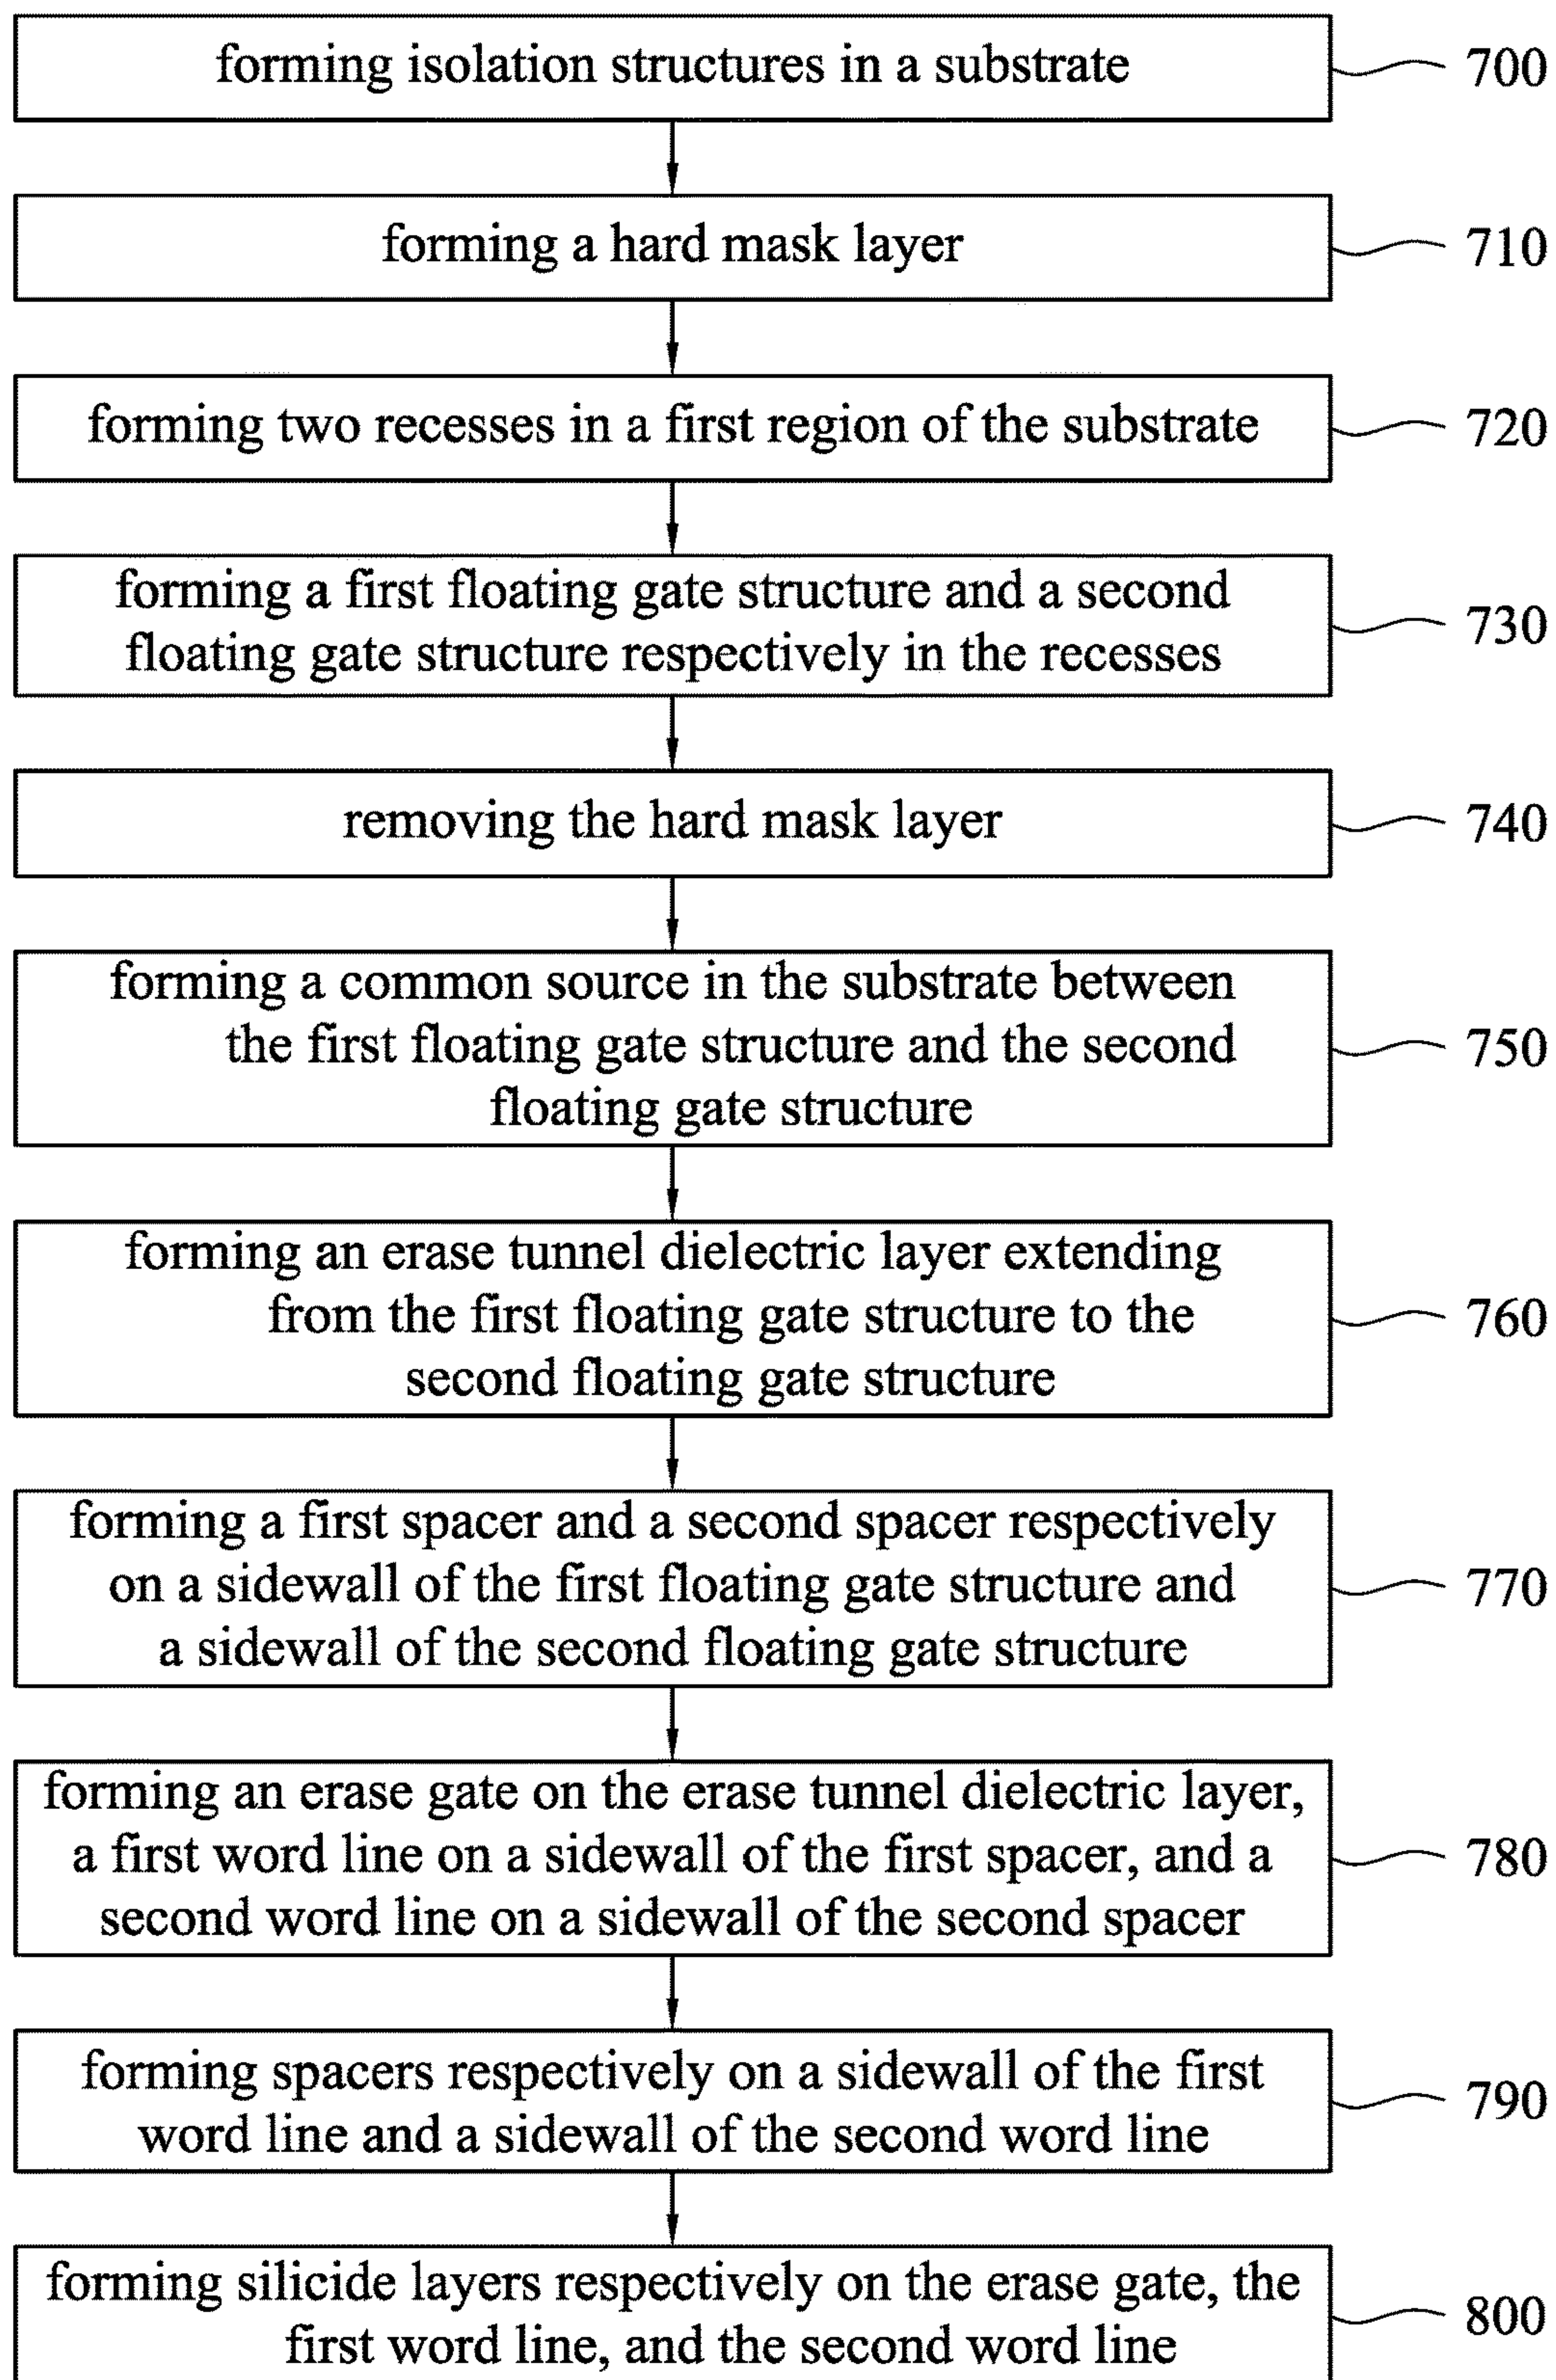 forming isolation structures in a substrate
700
forming a hard mask layer
710
forming two recesses in a first region of the substrate
720
forming a first floating gate structure and a second
floating gate structure respectively in the recesses
730
removing the hard mask layer
740
forming a common source in the substrate between
the first floating gate structure and the second
floating gate structure
750
forming an erase tunnel dielectric layer extending
from the first floating gate structure to the
second floating gate structure
760
forming a first spacer and a second spacer respectively
on a sidewall of the first floating gate structure and
a sidewall of the second floating gate structure
770
forming an erase gate on the erase tunnel dielectric layer,
a first word line on a sidewall of the first spacer, and a
second word line on a sidewall of the second spacer
780
forming spacers respectively on a sidewall of the first
word line and a sidewall of the second word line
790
forming silicide layers respectively on the erase gate, the
first word line, and the second word line
800